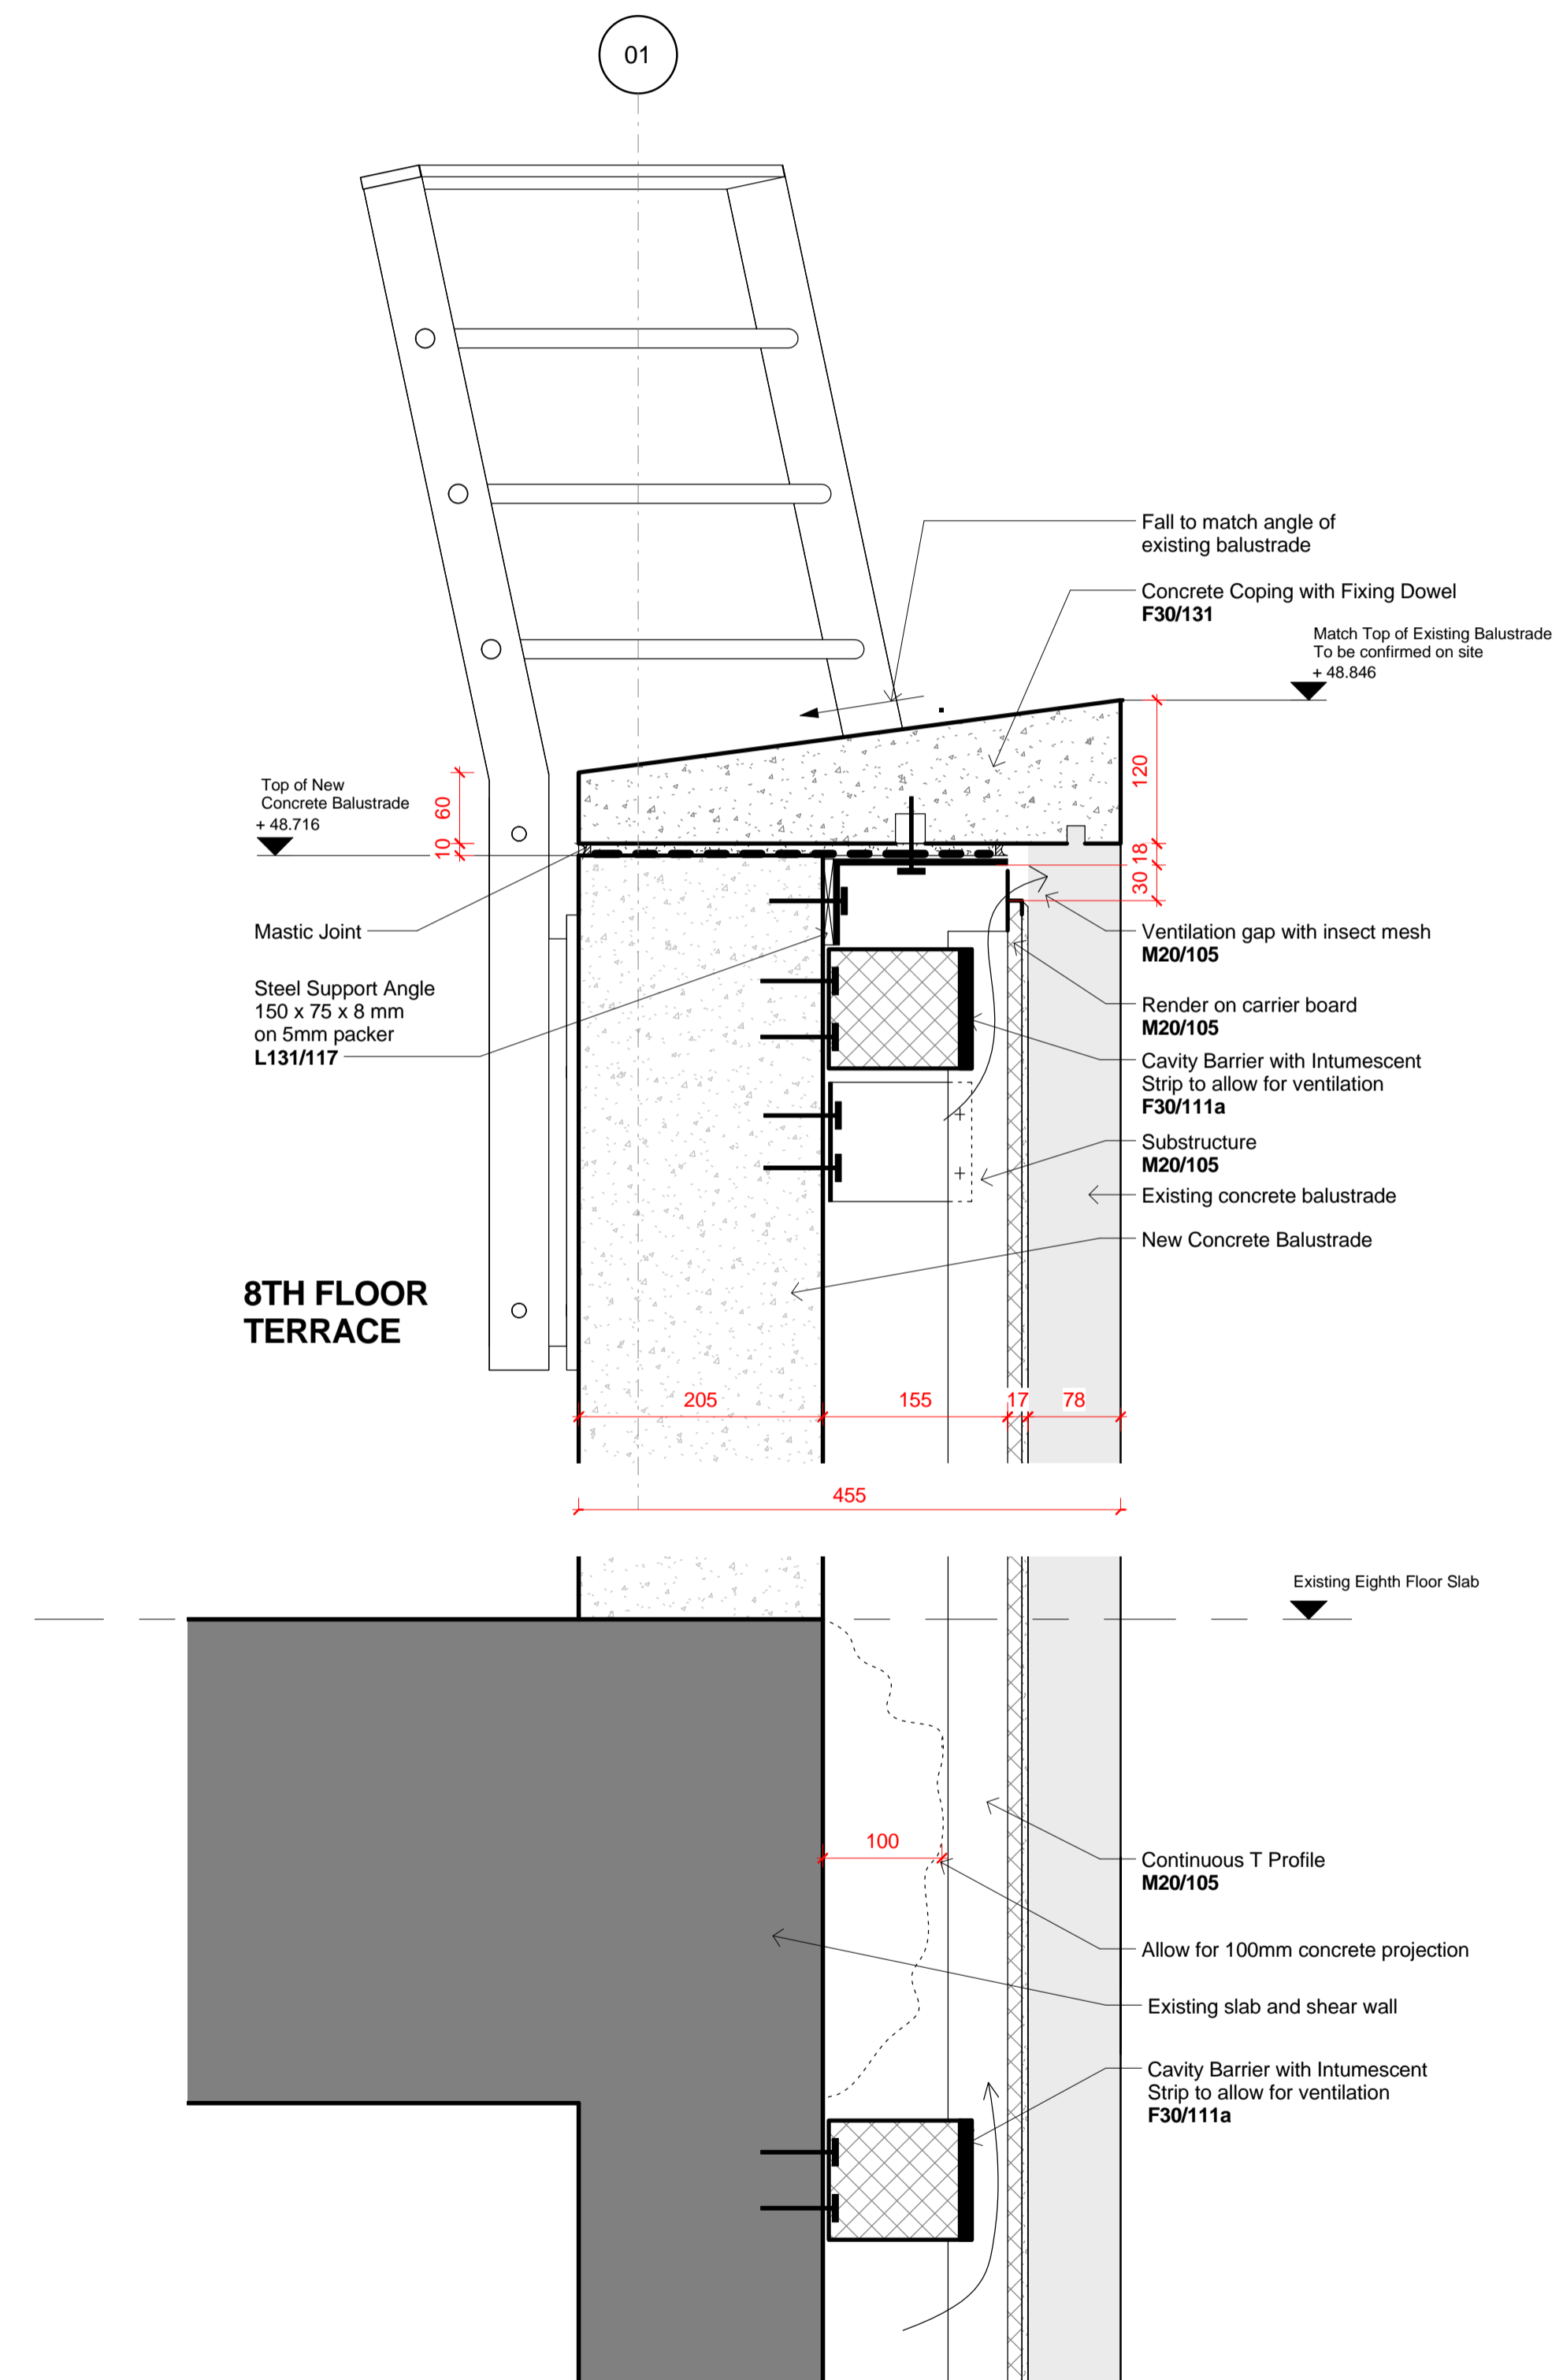 01
Fall to match angle of
existing balustrade
Concrete Coping with Fixing Dowel
F30/131
Match Top of Existing Balustrade
To be confirmed on site
+ 48.846
120
18
30
Top of New
Concrete Balustrade
+ 48.716
60
10
Mastic Joint
Steel Support Angle
150 x 75 x 8 mm
on 5mm packer
L131/117
Ventilation gap with insect mesh
M20/105
Render on carrier board
M20/105
Cavity Barrier with Intumescent
Strip to allow for ventilation
F30/111a
Substructure
M20/105
Existing concrete balustrade
New Concrete Balustrade
8TH FLOOR
TERRACE
205
155
17
78
455
Existing Eighth Floor Slab
100
Continuous T Profile
M20/105
Allow for 100mm concrete projection
Existing slab and shear wall
Cavity Barrier with Intumescent
Strip to allow for ventilation
F30/111a